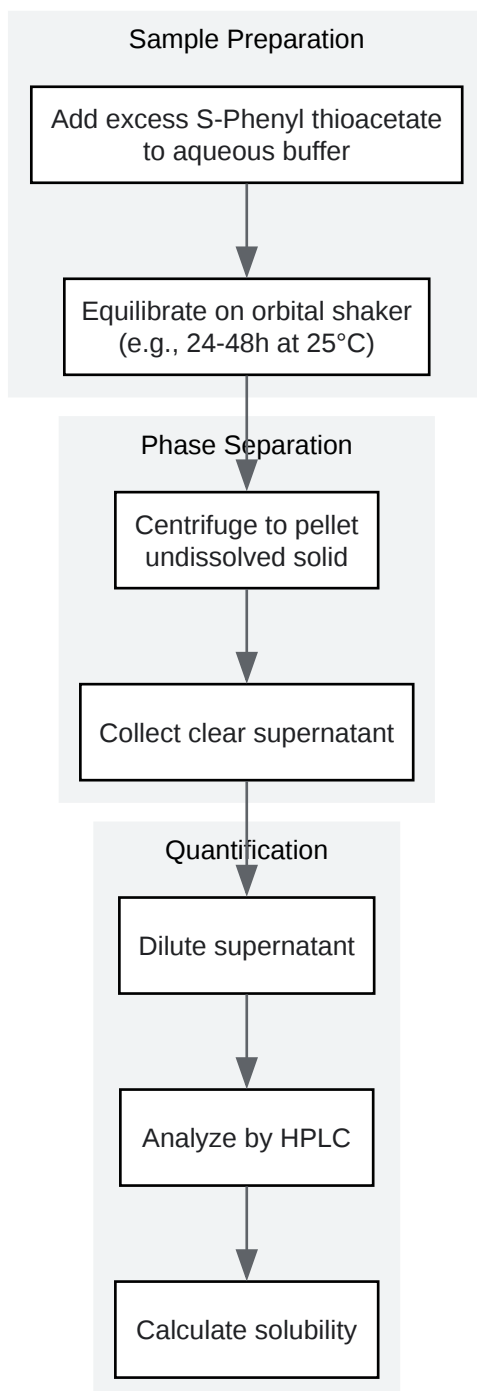 Sample Preparation
Add excess S-Phenyl thioacetate
to aqueous buffer
Equilibrate on orbital shaker
(e.g., 24-48h at 25°C)
Phase Separation
Centrifuge to pellet
undissolved solid
Collect clear supernatant
Quantification
Dilute supernatant
Analyze by HPLC
Calculate solubility